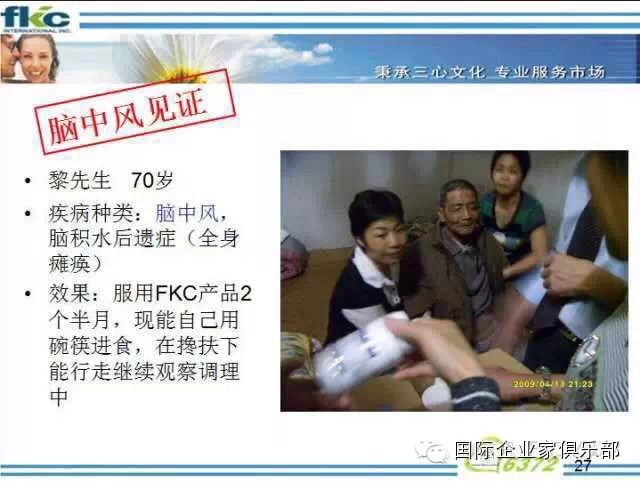 fkc
INTERNATIONAL INC.
秉承三心文化 专业服务市场
脑中风见证
• 黎先生 70岁
• 疾病种类：脑中风，
脑积水后遗症（全身
瘫痪）
• 效果：服用FKC产品2
个半月，现能自己用
碗筷进食，在搀扶下
能行走继续观察调理
中
2009/04/13 21:23
国际企业家俱乐部
6372
27